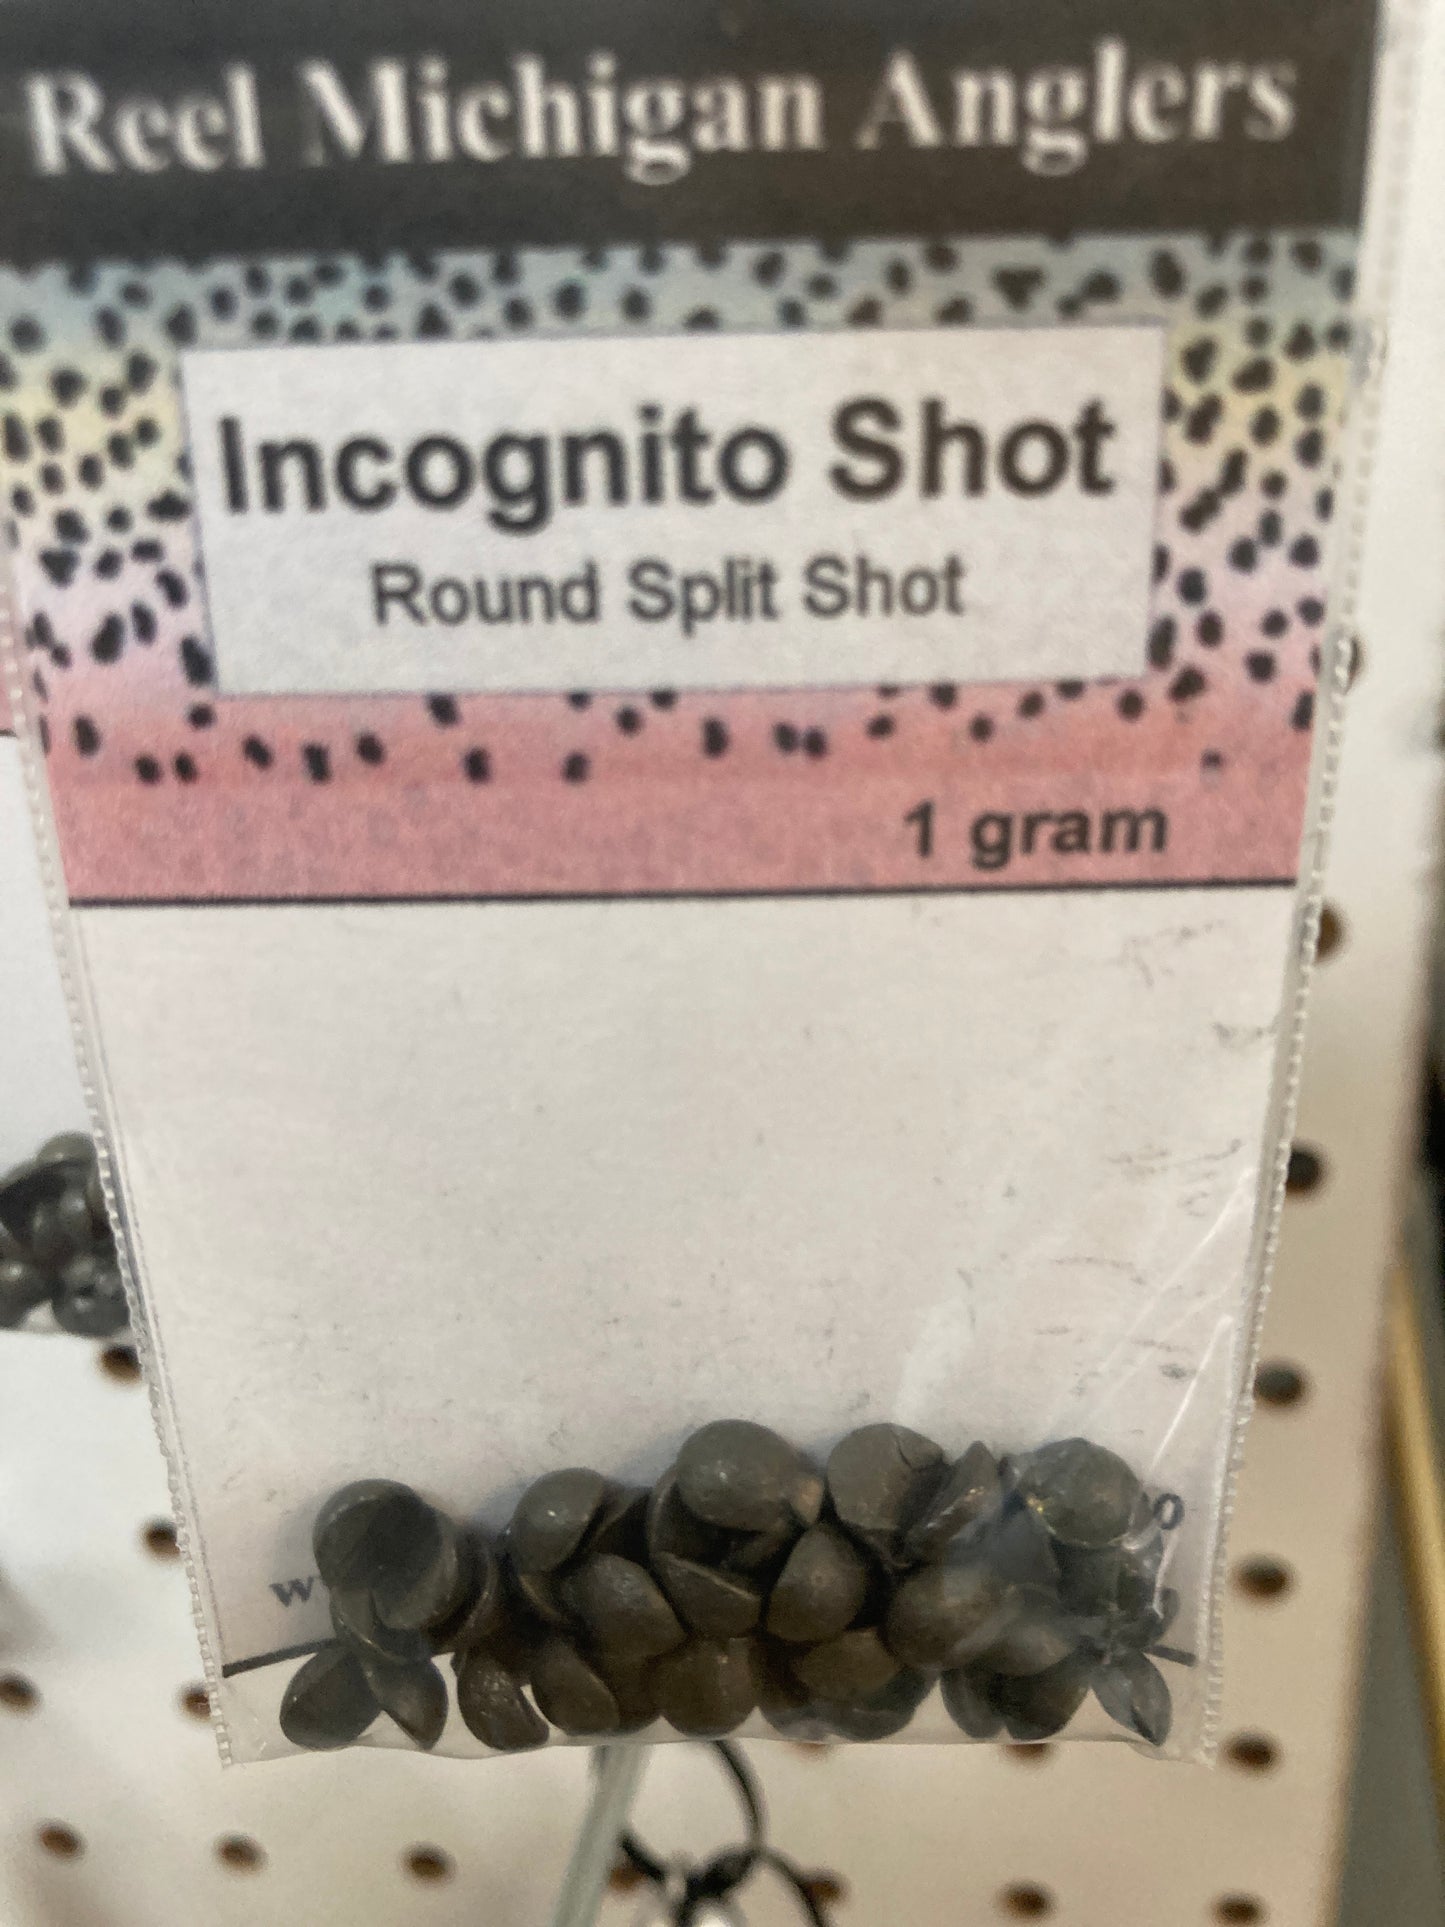 Reel Michigan Anglers
Incognito Shot
Round Split Shot
1 gram